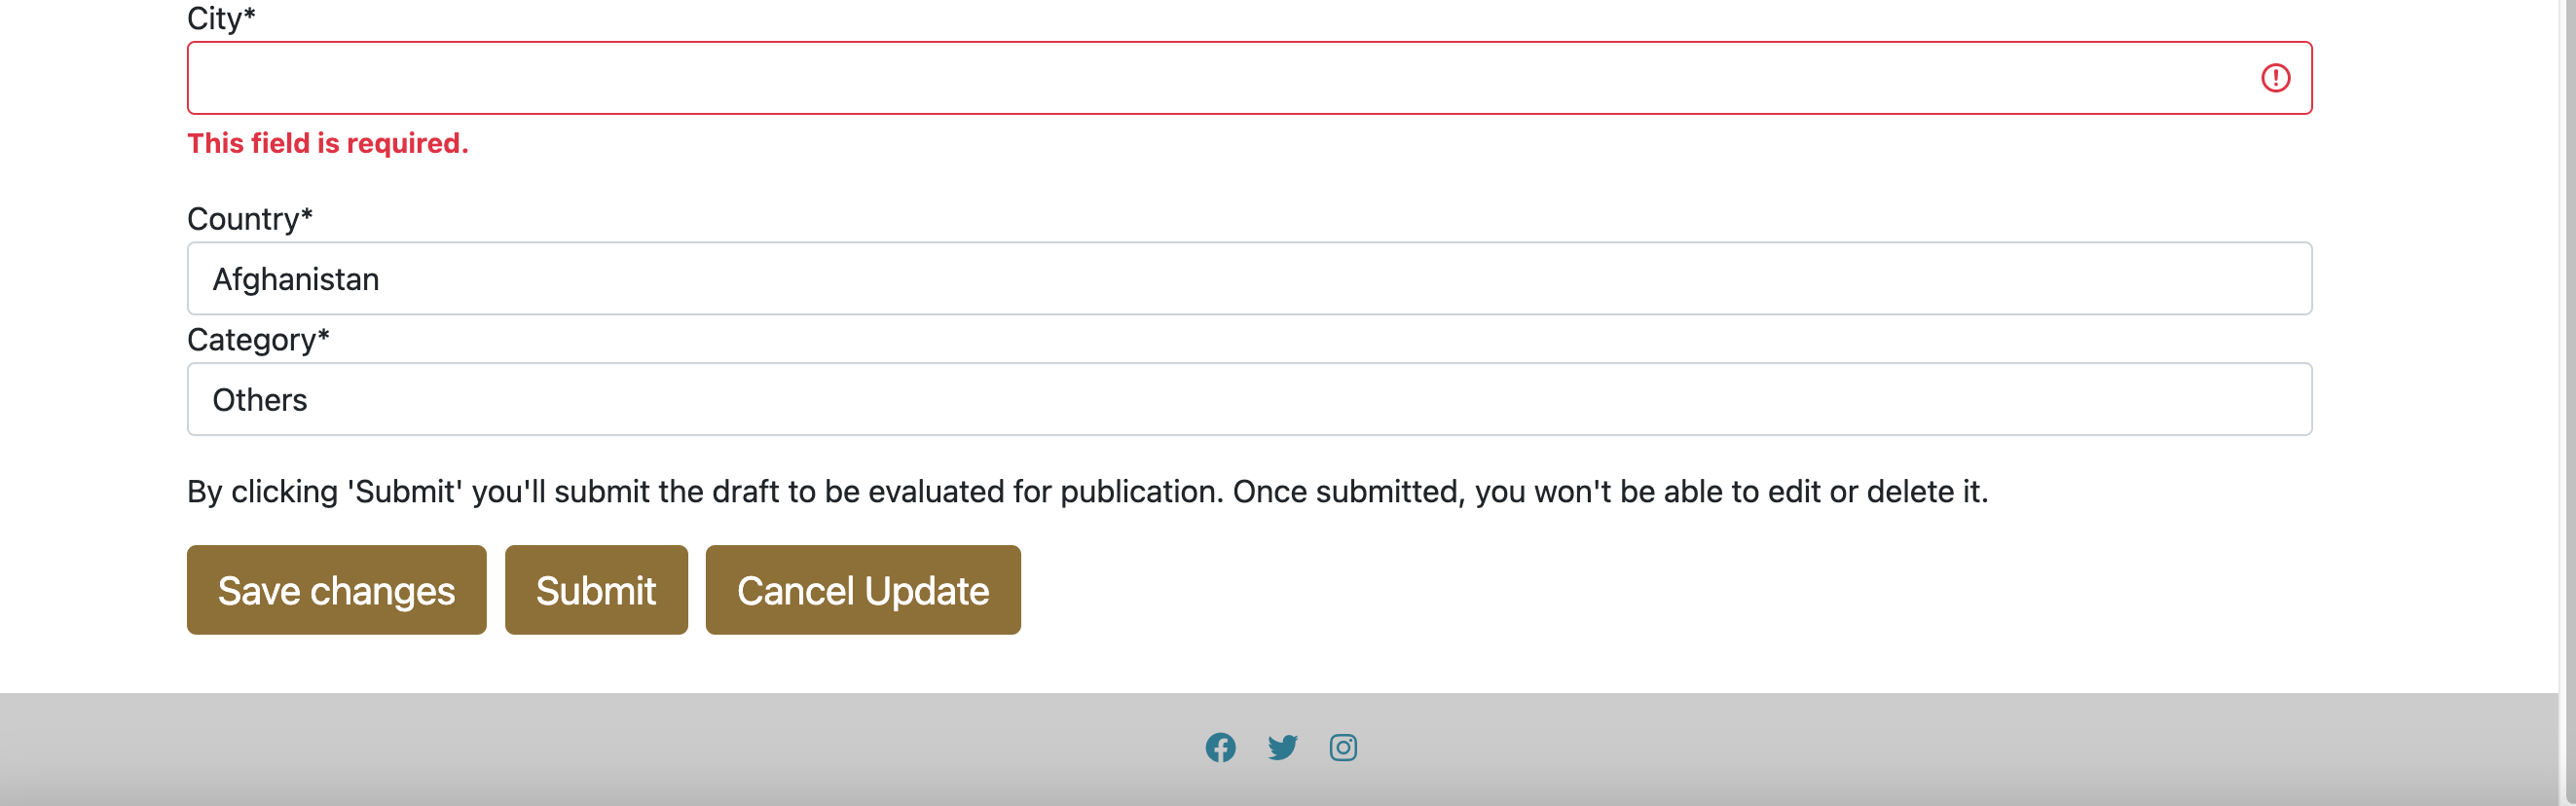 City*
This field is required.
Country*
Afghanistan
Category*
Others
By clicking 'Submit' you'll submit the draft to be evaluated for publication. Once submitted, you won't be able to edit or delete it.
Save changes Submit Cancel Update